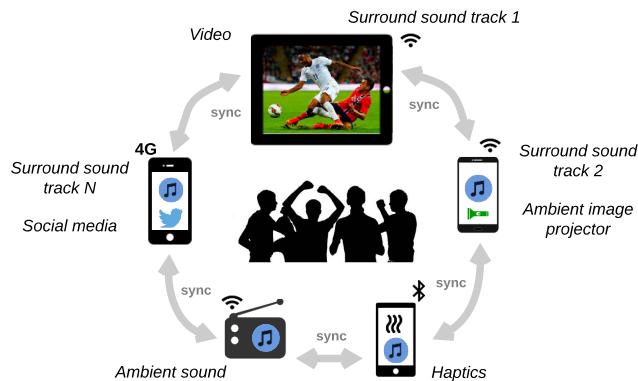 Surround sound track 1
Video
sync
sync
4G
Surround sound
track N
Social media
Surround sound
track 2
Ambient image
projector
sync
sync
sync
Ambient sound
Haptics